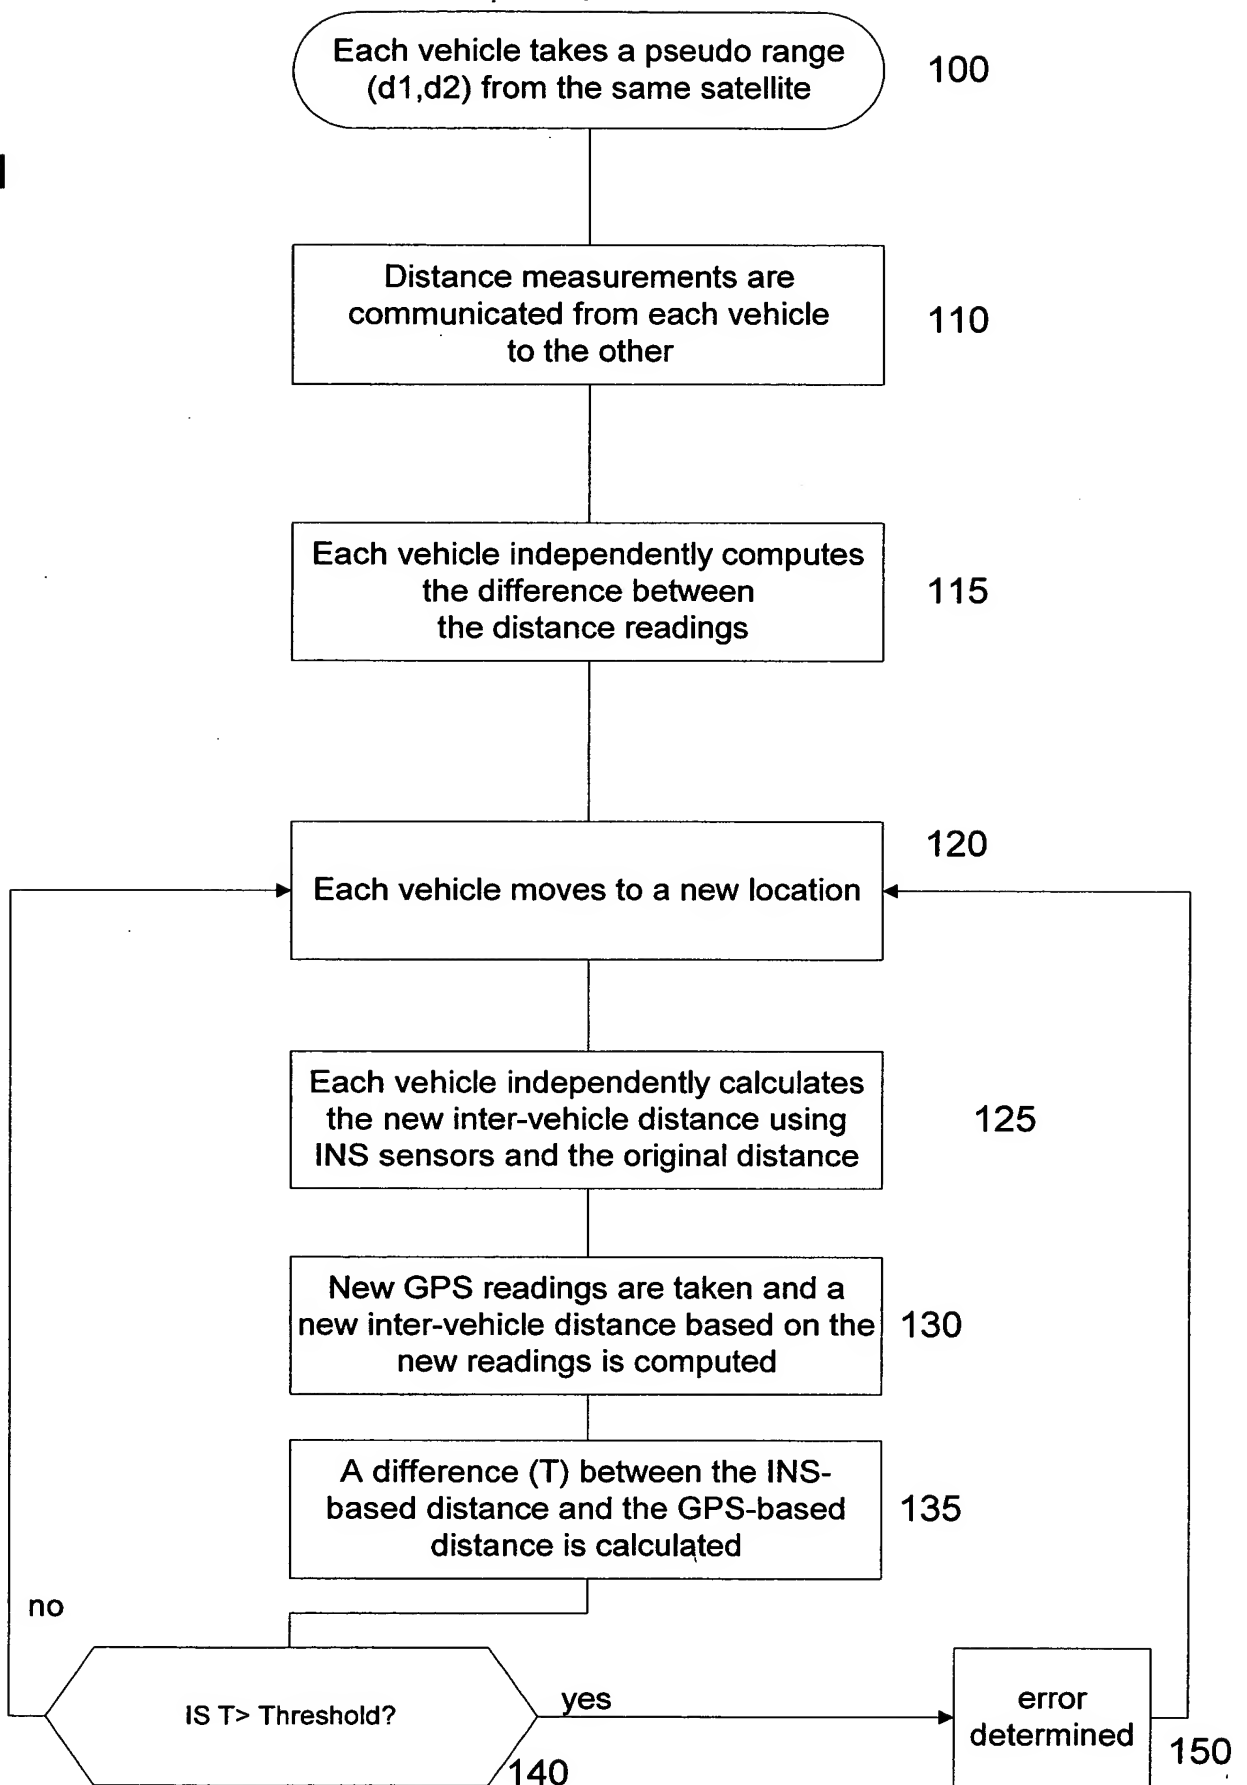 Each vehicle takes a pseudo range
(d1,d2) from the same satellite
100
Distance measurements are
communicated from each vehicle
to the other
110
Each vehicle independently computes
the difference between
the distance readings
115
120
Each vehicle moves to a new location
Each vehicle independently calculates
the new inter-vehicle distance using
INS sensors and the original distance
125
New GPS readings are taken and a
new inter-vehicle distance based on the
new readings is computed
130
A difference (T) between the INS-
based distance and the GPS-based
distance is calculated
135
no
IS T> Threshold?
yes
140
error
determined
150